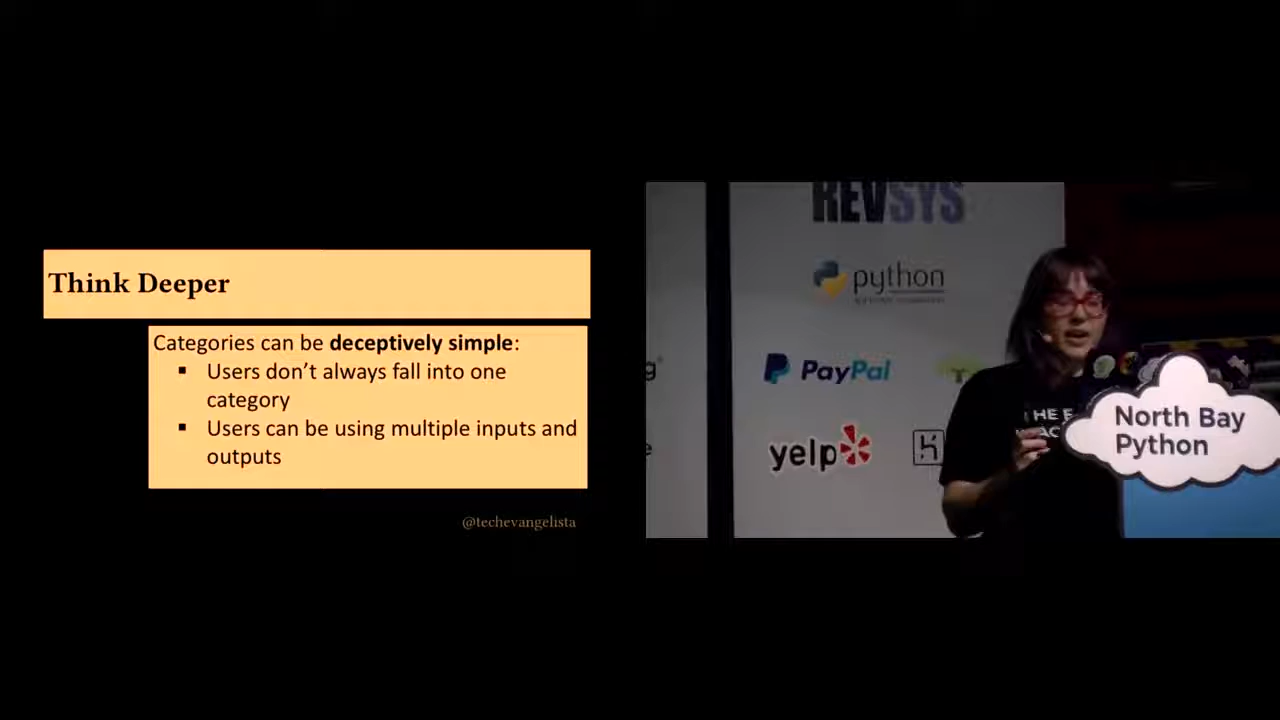 Think Deeper
Categories can be deceptively simple:
▪ Users don’t always fall into one
category
▪ Users can be using multiple inputs and
outputs
@techevangelista
REVSYS
python
PayPal
yelp
North Bay
Python